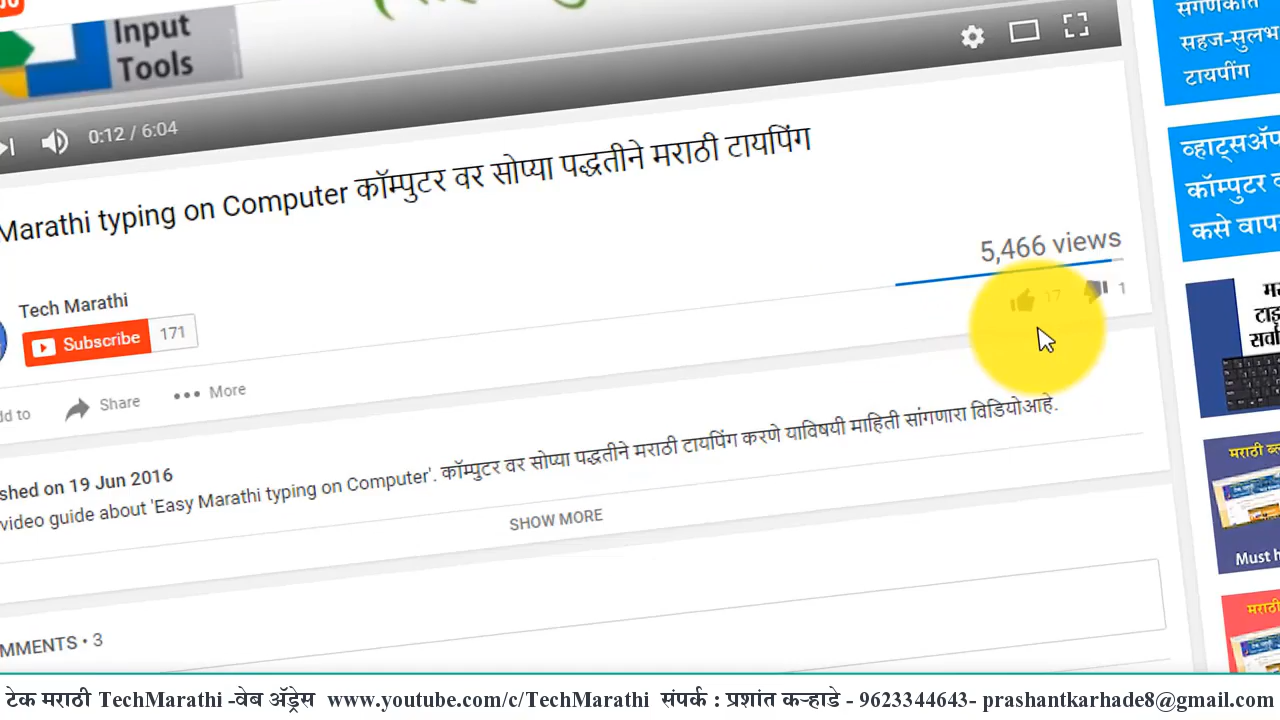 Input
Tools
0:12 / 6:04
Marathi typing on Computer कॉम्पुटर वर सोप्या पद्धतीने मराठी टायपिंग
5,466 views
17 1
Tech Marathi
Subscribe 171
Share
More
shed on 19 Jun 2016
video guide about 'Easy Marathi typing on Computer'. कॉम्पुटर वर सोप्या पद्धतीने मराठी टायपिंग करणे याविषयी माहिती सांगणारा विडियोआहे.
SHOW MORE
MMENTS • 3
सहज-सुलभ
टायपींग
व्हाट्सअ‍ॅप
कॉम्पुटर
कसे
मराठी
Must
मराठी
टेक मराठी TechMarathi -वेब अ‍ॅड्रेस www.youtube.com/c/TechMarathi संपर्क : प्रशांत कऱ्हाडे - 9623344643- prashantkarhade8@gmail.com